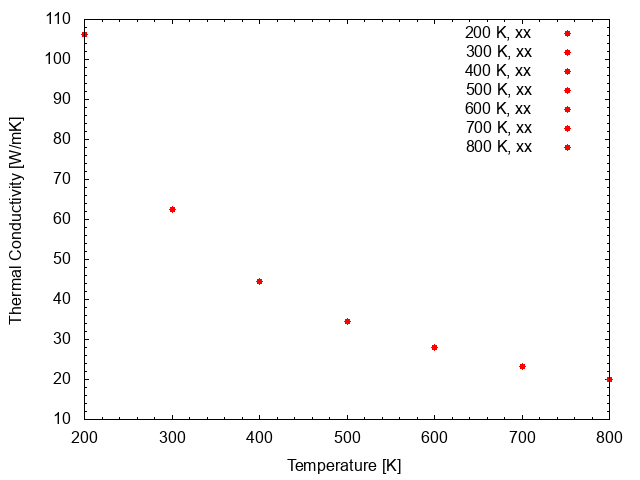 110
100
90
80
70
60
50
40
30
20
10
200 300 400 500 600 700 800
Thermal Conductivity [W/mK]
Temperature [K]
200 K, xx
300 K, xx
400 K, xx
500 K, xx
600 K, xx
700 K, xx
800 K, xx